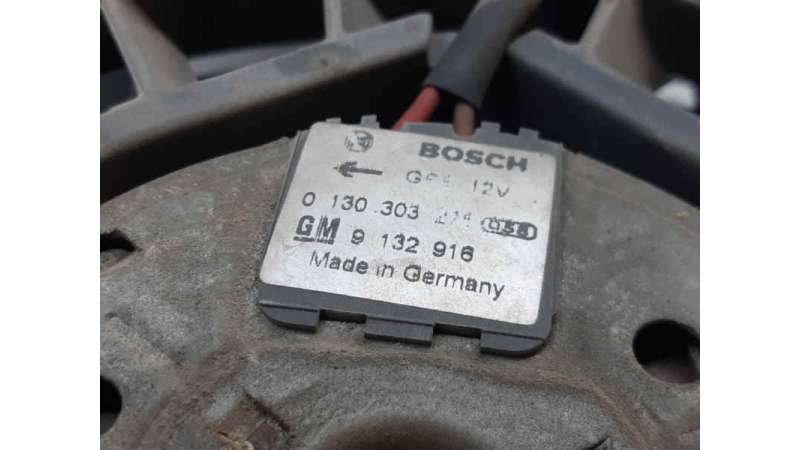 BOSCH
12V
0 130 303
GM 9 132 916
Made in Germany